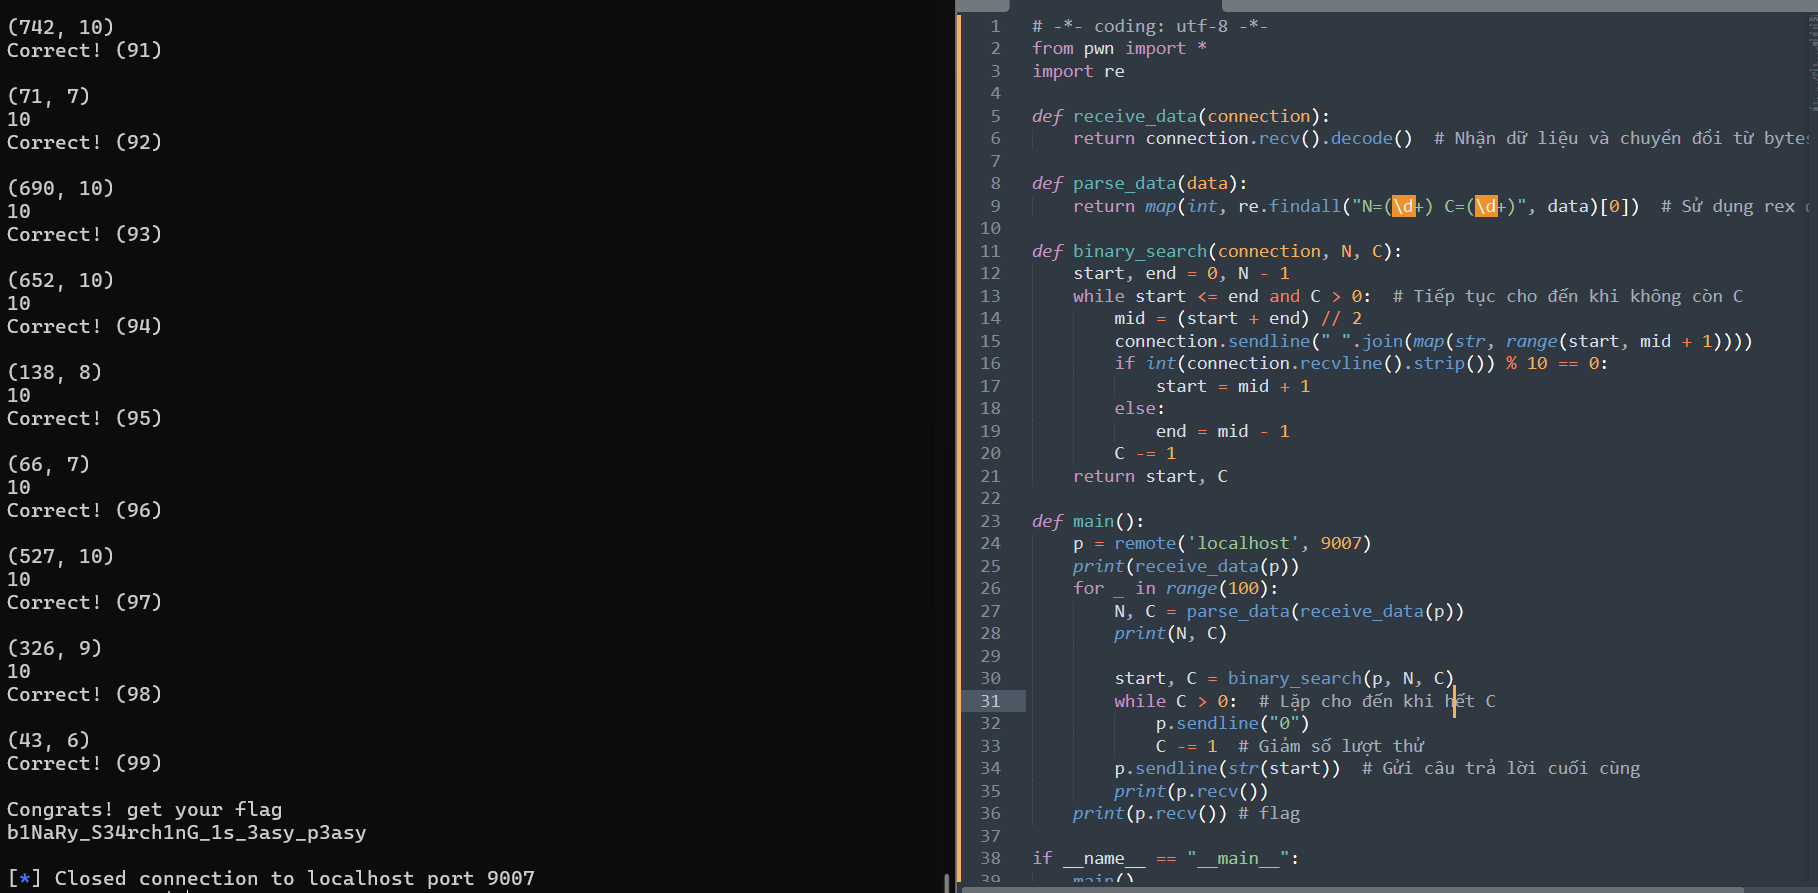 (742, 10)
Correct! (91)
(71, 7)
10
Correct! (92)
(690, 10)
10
Correct! (93)
(652, 10)
10
Correct! (94)
(138, 8)
10
Correct! (95)
(66, 7)
10
Correct! (96)
(527, 10)
10
Correct! (97)
(326, 9)
10
Correct! (98)
(43, 6)
Correct! (99)
Congrats! get your flag
b1NaRy_S34rch1nG_1s_3asy_p3asy
[*] Closed connection to localhost port 9007
1 # -*- coding: utf-8 -*-
2 from pwn import *
3 import re
4
5 def receive_data(connection):
6     return connection.recv().decode()  # Nhận dữ liệu và chuyển đổi từ bytes
7
8 def parse_data(data):
9     return map(int, re.findall("N=(\d+) C=(\d+)", data)[0])  # Sử dụng rex
10
11 def binary_search(connection, N, C):
12     start, end = 0, N - 1
13     while start <= end and C > 0:  # Tiếp tục cho đến khi không còn C
14         mid = (start + end) // 2
15         connection.sendline(" ".join(map(str, range(start, mid + 1))))
16         if int(connection.recvline().strip()) % 10 == 0:
17             start = mid + 1
18         else:
19             end = mid - 1
20         C -= 1
21     return start, C
22
23 def main():
24     p = remote('localhost', 9007)
25     print(receive_data(p))
26     for _ in range(100):
27         N, C = parse_data(receive_data(p))
28         print(N, C)
29
30         start, C = binary_search(p, N, C)
31         while C > 0:  # Lặp cho đến khi hết C
32             p.sendline("0")
33             C -= 1  # Giảm số lượt thử
34         p.sendline(str(start))  # Gửi câu trả lời cuối cùng
35         print(p.recv())
36     print(p.recv()) # flag
37
38 if __name__ == "__main__":
39     main()